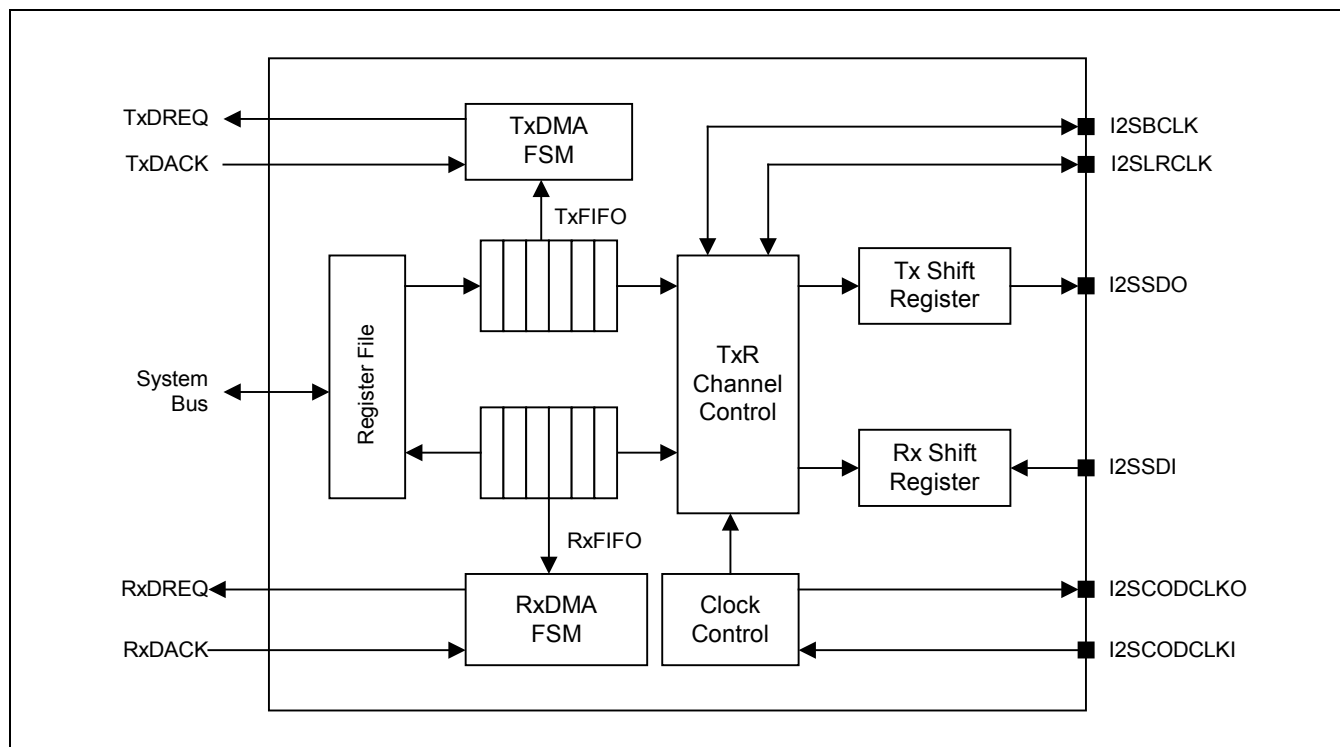 TxDREQ
TxDACK
TxDMA
FSM
TxFIFO
I2SBCLK
I2SLRCLK
System
Bus
Register File
TxR
Channel
Control
Tx Shift
Register
I2SSDO
Rx Shift
Register
I2SSDI
RxFIFO
RxDREQ
RxDACK
RxDMA
FSM
Clock
Control
I2SCODCLKO
I2SCODCLKI